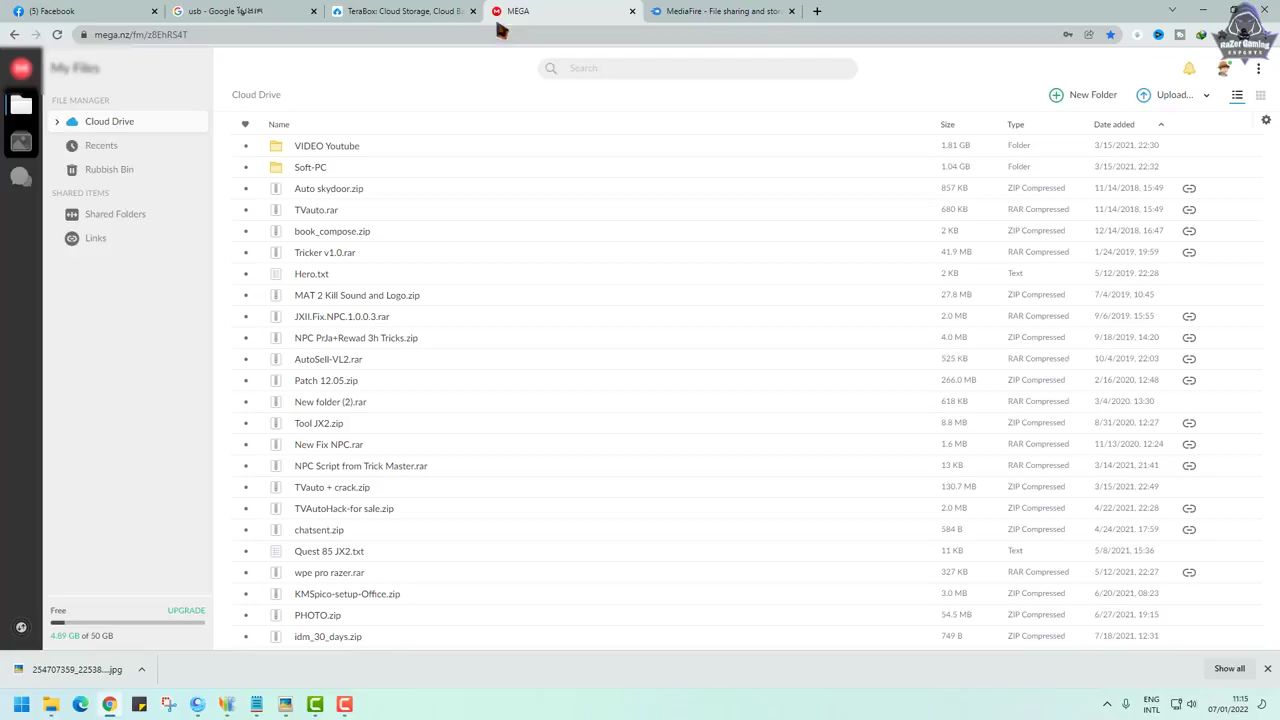 (5) Facebook
usb - Google
TeraBox: Cloud Storage, Cloud B
MEGA
MediaFire - File sharing and stor
mega.nz/fm/z8EhRS4T
RaZor Gaming
ESPORTS
My Files
Search
FILE MANAGER
Cloud Drive
Recents
Rubbish Bin
SHARED ITEMS
Shared Folders
Links
Cloud Drive
New Folder
Upload...
Name Size Type Date added
VIDEO Youtube 1.81 GB Folder 3/15/2021, 22:30
Soft-PC 1.04 GB Folder 3/15/2021, 22:32
Auto skydoor.zip 857 KB ZIP Compressed 11/14/2018, 15:49
TVauto.rar 680 KB RAR Compressed 11/14/2018, 15:49
book_compose.zip 2 KB ZIP Compressed 12/14/2018, 16:47
Tricker v1.0.rar 41.9 MB RAR Compressed 1/24/2019, 19:59
Hero.txt 2 KB Text 5/12/2019, 22:28
MAT 2 Kill Sound and Logo.zip 27.8 MB ZIP Compressed 7/4/2019, 10:45
JXII.Fix.NPC.1.0.0.3.rar 2.0 MB RAR Compressed 9/6/2019, 15:55
NPC PrJa+Rewad 3h Tricks.zip 4.0 MB ZIP Compressed 9/18/2019, 14:20
AutoSell-VL2.rar 525 KB RAR Compressed 10/4/2019, 22:03
Patch 12.05.zip 266.0 MB ZIP Compressed 2/16/2020, 12:48
New folder (2).rar 618 KB RAR Compressed 3/4/2020, 13:30
Tool JX2.zip 8.8 MB ZIP Compressed 8/31/2020, 12:27
New Fix NPC.rar 1.6 MB RAR Compressed 11/13/2020, 12:24
NPC Script from Trick Master.rar 13 KB RAR Compressed 3/14/2021, 21:41
TVauto + crack.zip 130.7 MB ZIP Compressed 3/15/2021, 22:49
TVAutoHack-for sale.zip 2.0 MB ZIP Compressed 4/22/2021, 22:28
chatsent.zip 584 B ZIP Compressed 4/24/2021, 17:59
Quest 85 JX2.txt 11 KB Text 5/8/2021, 15:36
wpe pro razer.rar 327 KB RAR Compressed 5/12/2021, 22:27
KMSpico-setup-Office.zip 3.0 MB ZIP Compressed 6/20/2021, 08:23
PHOTO.zip 54.5 MB ZIP Compressed 6/27/2021, 19:15
idm_30_days.zip 749 B ZIP Compressed 7/18/2021, 12:31
Free UPGRADE
4.89 GB of 50 GB
254707359_22538....jpg
Show all
ENG
INTL
11:15
07/01/2022